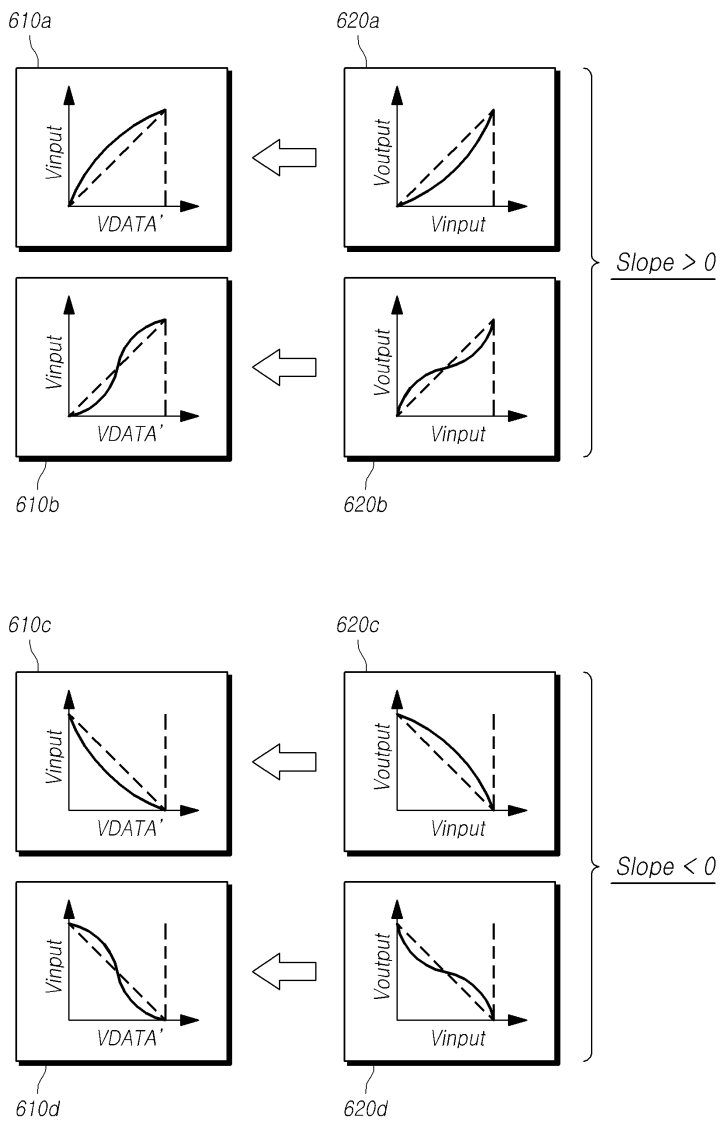 610a
620a
Vinput
VDATA'
Voutput
Vinput
Slope > 0
Vinput
VDATA'
Voutput
Vinput
610b
620b
610c
620c
Vinput
VDATA'
Voutput
Vinput
Slope < 0
Vinput
VDATA'
Voutput
Vinput
610d
620d